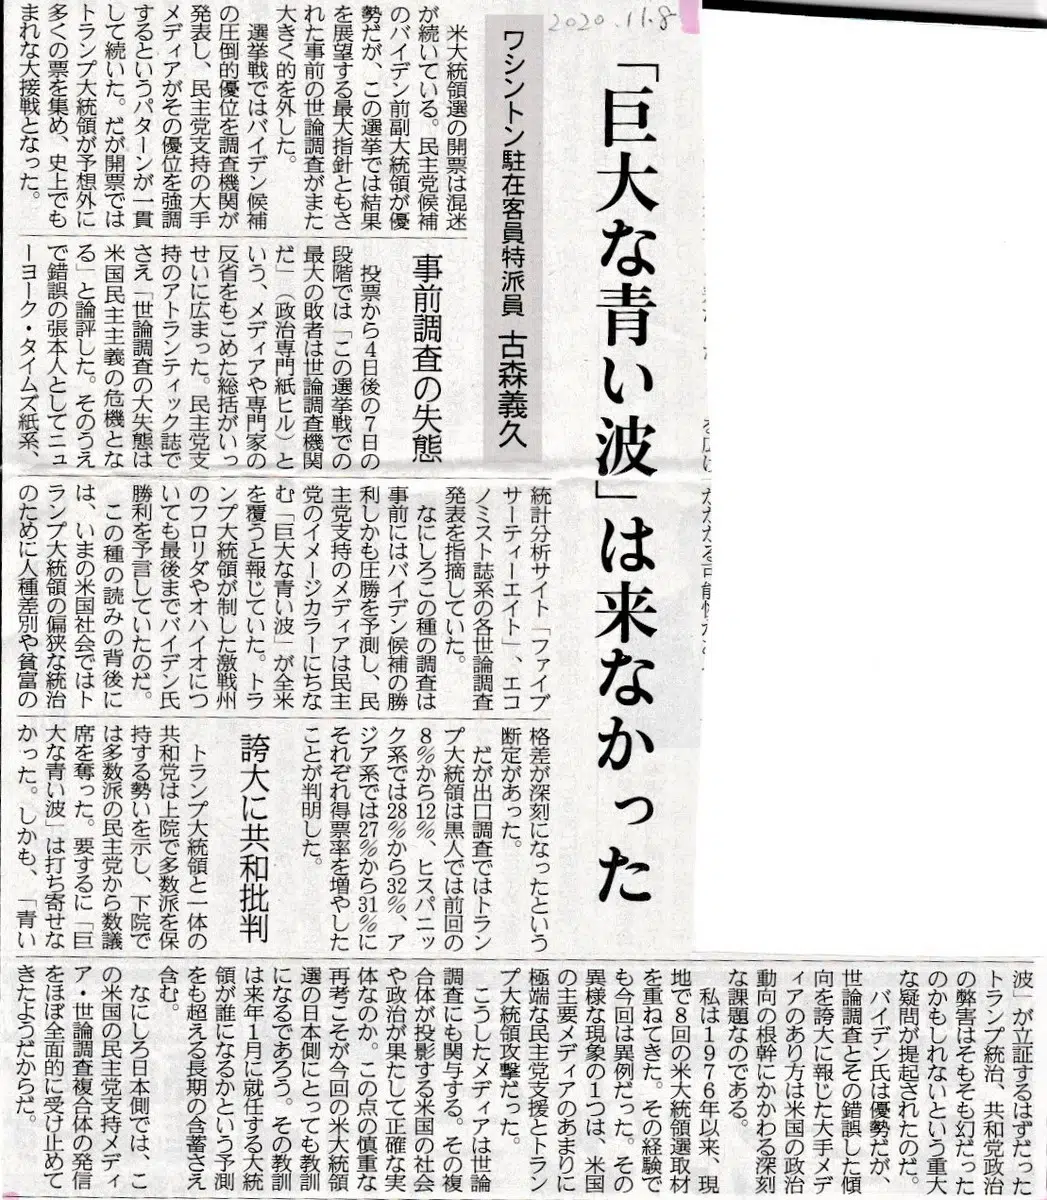 2020.11.8
「巨大な青い波」は来なかった
ワシントン駐在客員特派員 古森義久
米大統領選の開票は混迷
が続いている。民主党候補
のバイデン前副大統領が優
勢だが、この選挙では結果
を展望する最大指針ともさ
れた事前の世論調査がまた
大きく的を外した。
選挙戦ではバイデン候補
の圧倒的優位を調査機関が
発表し、民主党支持の大手
メディアがその優位を強調
するというパターンが一貫
して続いた。だが開票では
トランプ大統領が予想外に
多くの票を集め、史上でも
まれな大接戦となった。
事前調査の失態
投票から4日後の7日の
段階では「この選挙戦での
最大の敗者は世論調査機関
だ」(政治専門紙ヒル)と
いう、メディアや専門家の
反省をもこめた総括がいっ
せいに広まった。民主党支
持のアトランティック誌で
さえ「世論調査の大失態は
米国民主主義の危機とな
る」と論評した。そのうえ
で錯誤の張本人としてニュ
ーヨーク・タイムズ紙系、
統計分析サイト「ファイブ
サーティーエイト」、エコ
ノミスト誌系の各世論調査
発表を指摘していた。
なにしろこの種の調査は
事前にはバイデン候補の勝
利しかも圧勝を予測し、民
主党支持のメディアは民主
党のイメージカラーにちな
む「巨大な青い波」が全米
を覆うと報じていた。トラ
ンプ大統領が制した激戦州
のフロリダやオハイオにつ
いても最後までバイデン氏
勝利を予言していたのだ。
この種の読みの背後に
は、いまの米国社会ではト
ランプ大統領の偏狭な統治
のために人種差別や貧富の
格差が深刻になったという
断定があった。
だが出口調査ではトラン
プ大統領は黒人では前回の
8%から12%、ヒスパニッ
ク系では28%から32%、ア
ジア系では27%から31%に
それぞれ得票率を増やした
ことが判明した。
誇大に共和批判
トランプ大統領と一体の
共和党は上院で多数派を保
持する勢いを示し、下院で
は多数派の民主党から数議
席を奪った。要するに「巨
大な青い波」は打ち寄せな
かった。しかも、「青い
波」が立証するはずだった
トランプ統治、共和党政治
の弊害はそもそも幻だった
のかもしれないという重大
な疑問が提起されたのだ。
バイデン氏は優勢だが、
世論調査とその錯誤した傾
向を誇大に報じた大手メデ
ィアのあり方は米国の政治
動向の根幹にかかわる深刻
な課題なのである。
私は1976年以来、現
地で8回の米大統領選取材
を重ねてきた。その経験で
も今回は異例だった。その
異様な現象の1つは、米国
の主要メディアのあまりに
極端な民主党支援とトラン
プ大統領攻撃だった。
こうしたメディアは世論
調査にも関与する。その複
合体が投影する米国の社会
や政治が果たして正確な実
体なのか。この点の慎重な
再考こそが今回の米大統領
選の日本側にとっても教訓
になるであろう。その教訓
は来年1月に就任する大統
領が誰になるかという予測
をも超える長期の含蓄さえ
含む。
なにしろ日本側では、こ
の米国の民主党支持メディ
ア・世論調査複合体の発信
をほぼ全面的に受け止めて
きたようだからだ。